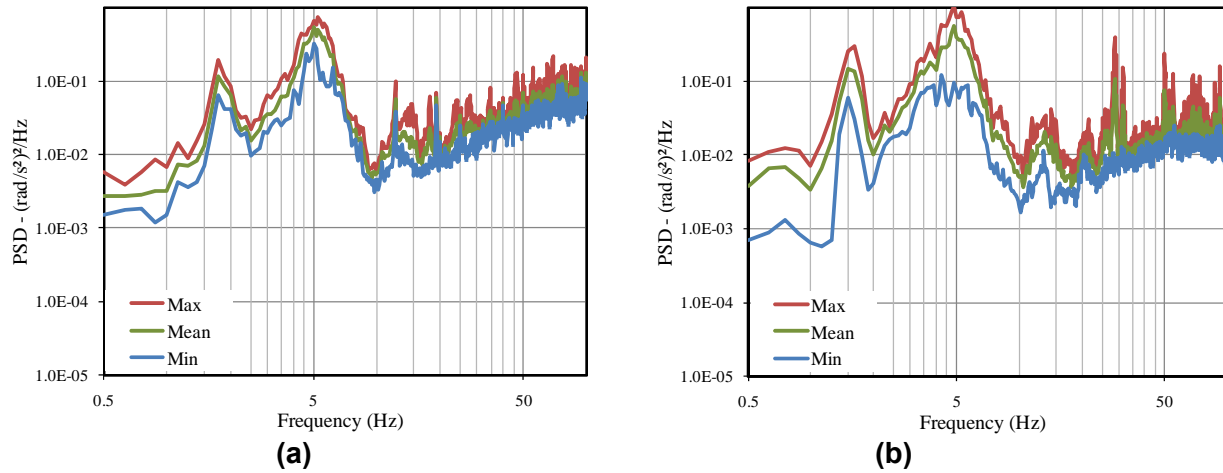 1.0E-01
1.0E-02
1.0E-03
1.0E-04
1.0E-05
PSD - (rad/s²)²/Hz
Max
Mean
Min
0.5
5
50
Frequency (Hz)
(a)
1.0E-01
1.0E-02
1.0E-03
1.0E-04
1.0E-05
PSD - (rad/s²)²/Hz
Max
Mean
Min
0.5
5
50
Frequency (Hz)
(b)